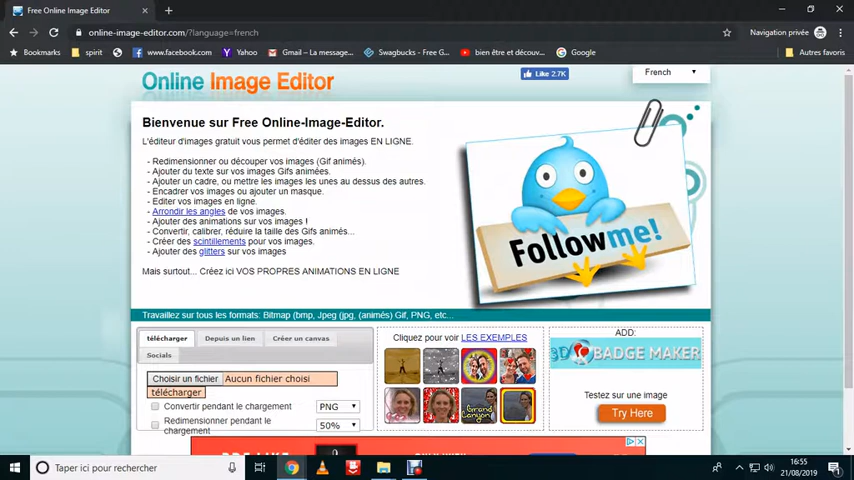 Free Online Image Editor
online-image-editor.com/?language=french
Navigation privée
Bookmarks
spirit
www.facebook.com
Yahoo
Gmail – La message...
Swagbucks - Free G...
bien être et découv...
Google
Autres favoris
Online Image Editor
Like 2.7K
French
Bienvenue sur Free Online-Image-Editor.
L'éditeur d'images gratuit vous permet d'éditer des images EN LIGNE.
- Redimensionner ou découper vos images (Gif animés).
- Ajouter du texte sur vos images Gifs animées.
- Ajouter un cadre, ou mettre les images les unes au dessus des autres.
- Encadrer vos images ou ajouter un masque.
- Editer vos images en ligne.
- Arrondir les angles de vos images.
- Ajouter des animations sur vos images !
- Convertir, calibrer, réduire la taille des Gifs animés...
- Créer des scintillements pour vos images.
- Ajouter des glitters sur vos images
Mais surtout... Créez ici VOS PROPRES ANIMATIONS EN LIGNE
Follow me!
Travaillez sur tous les formats: Bitmap (bmp, Jpeg (jpg, (animés) Gif, PNG, etc...
télécharger
Depuis un lien
Créer un canvas
Socials
Choisir un fichier
Aucun fichier choisi
télécharger
Convertir pendant le chargement
PNG
Redimensionner pendant le
chargement
50%
Cliquez pour voir LES EXEMPLES
Grand
Canyon
ADD:
BADGE MAKER
Testez sur une image
Try Here
Taper ici pour rechercher
16:55
21/08/2019